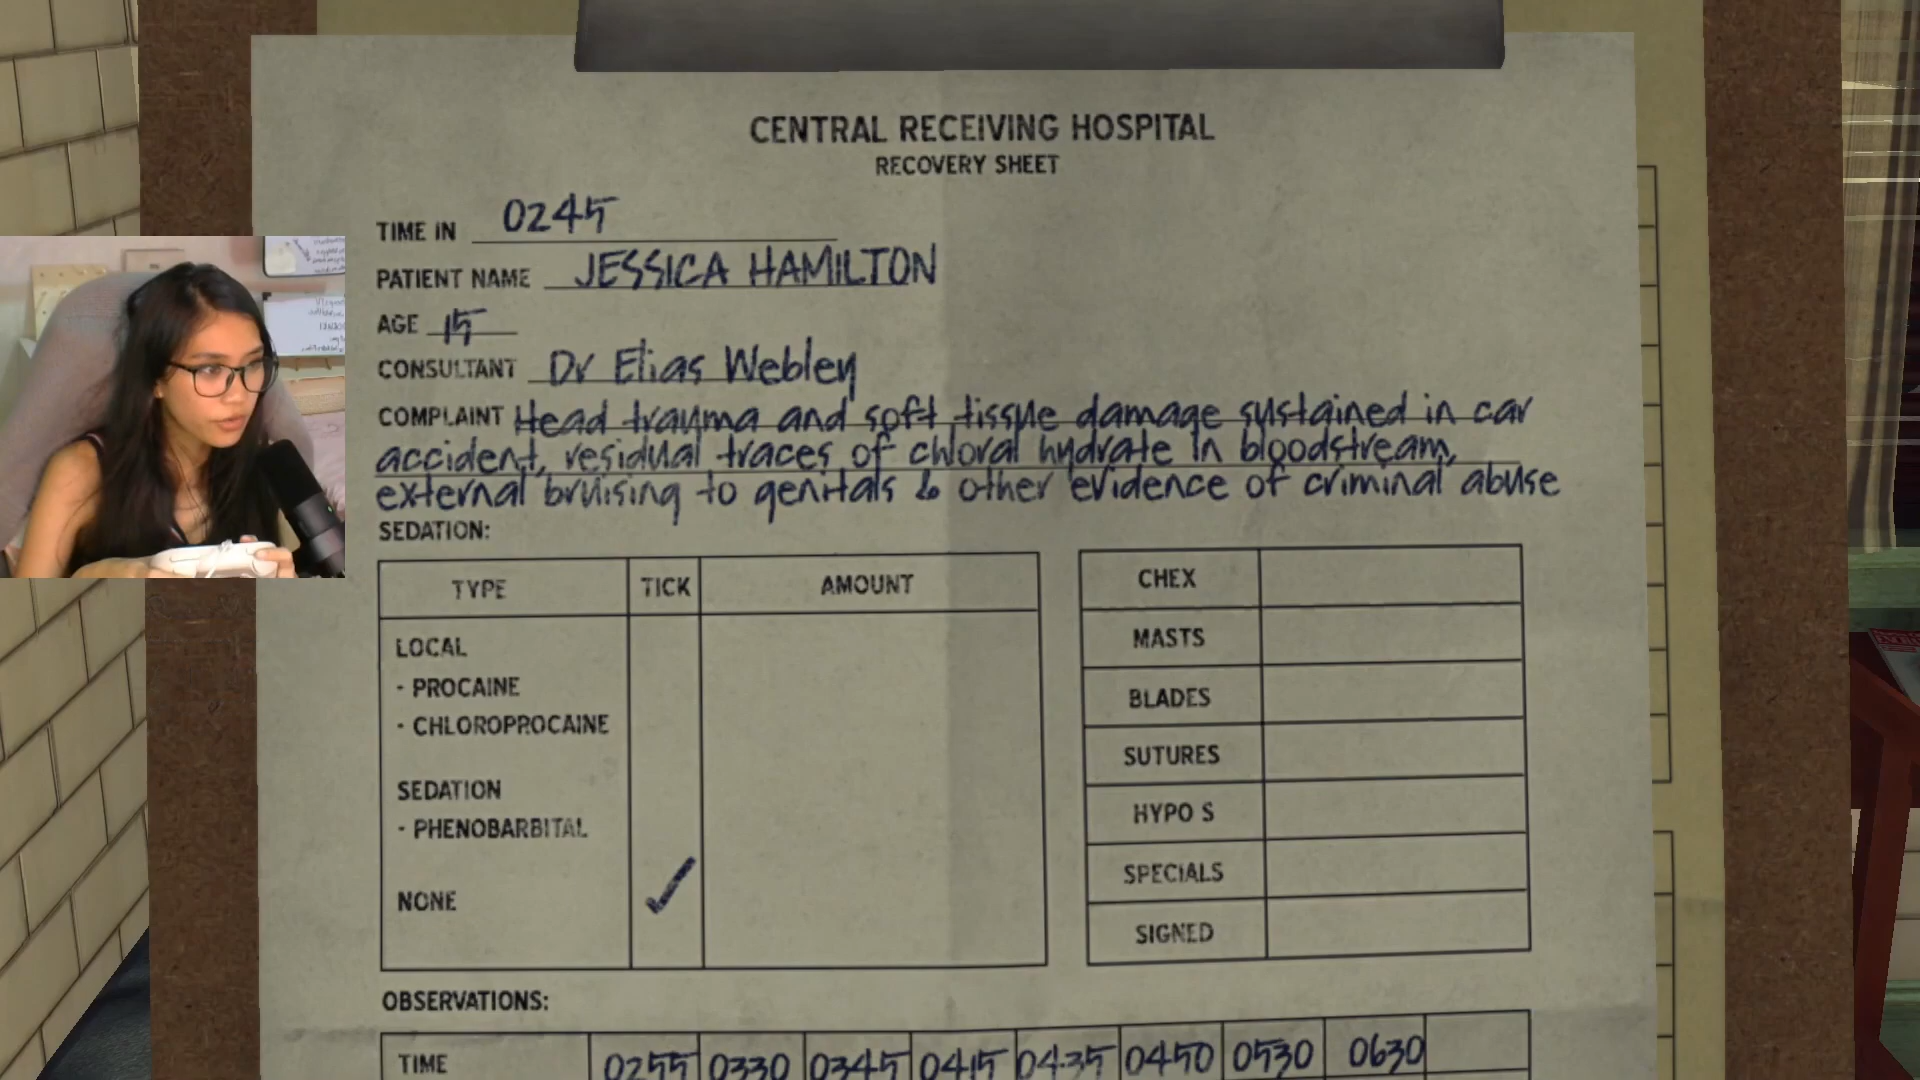 CENTRAL RECEIVING HOSPITAL
RECOVERY SHEET
TIME IN 0245
PATIENT NAME JESSICA HAMILTON
AGE 15
CONSULTANT Dr Elias Webley
COMPLAINT Head trauma and soft tissue damage sustained in car
accident, residual traces of chloral hydrate in bloodstream,
external bruising to genitals & other evidence of criminal abuse
SEDATION:
TYPE TICK AMOUNT
LOCAL
- PROCAINE
- CHLOROPROCAINE
SEDATION
- PHENOBARBITAL
NONE ✓
CHEX
MASTS
BLADES
SUTURES
HYPO S
SPECIALS
SIGNED
OBSERVATIONS:
TIME 0255 0330 0345 0415 0435 0450 0530 0630